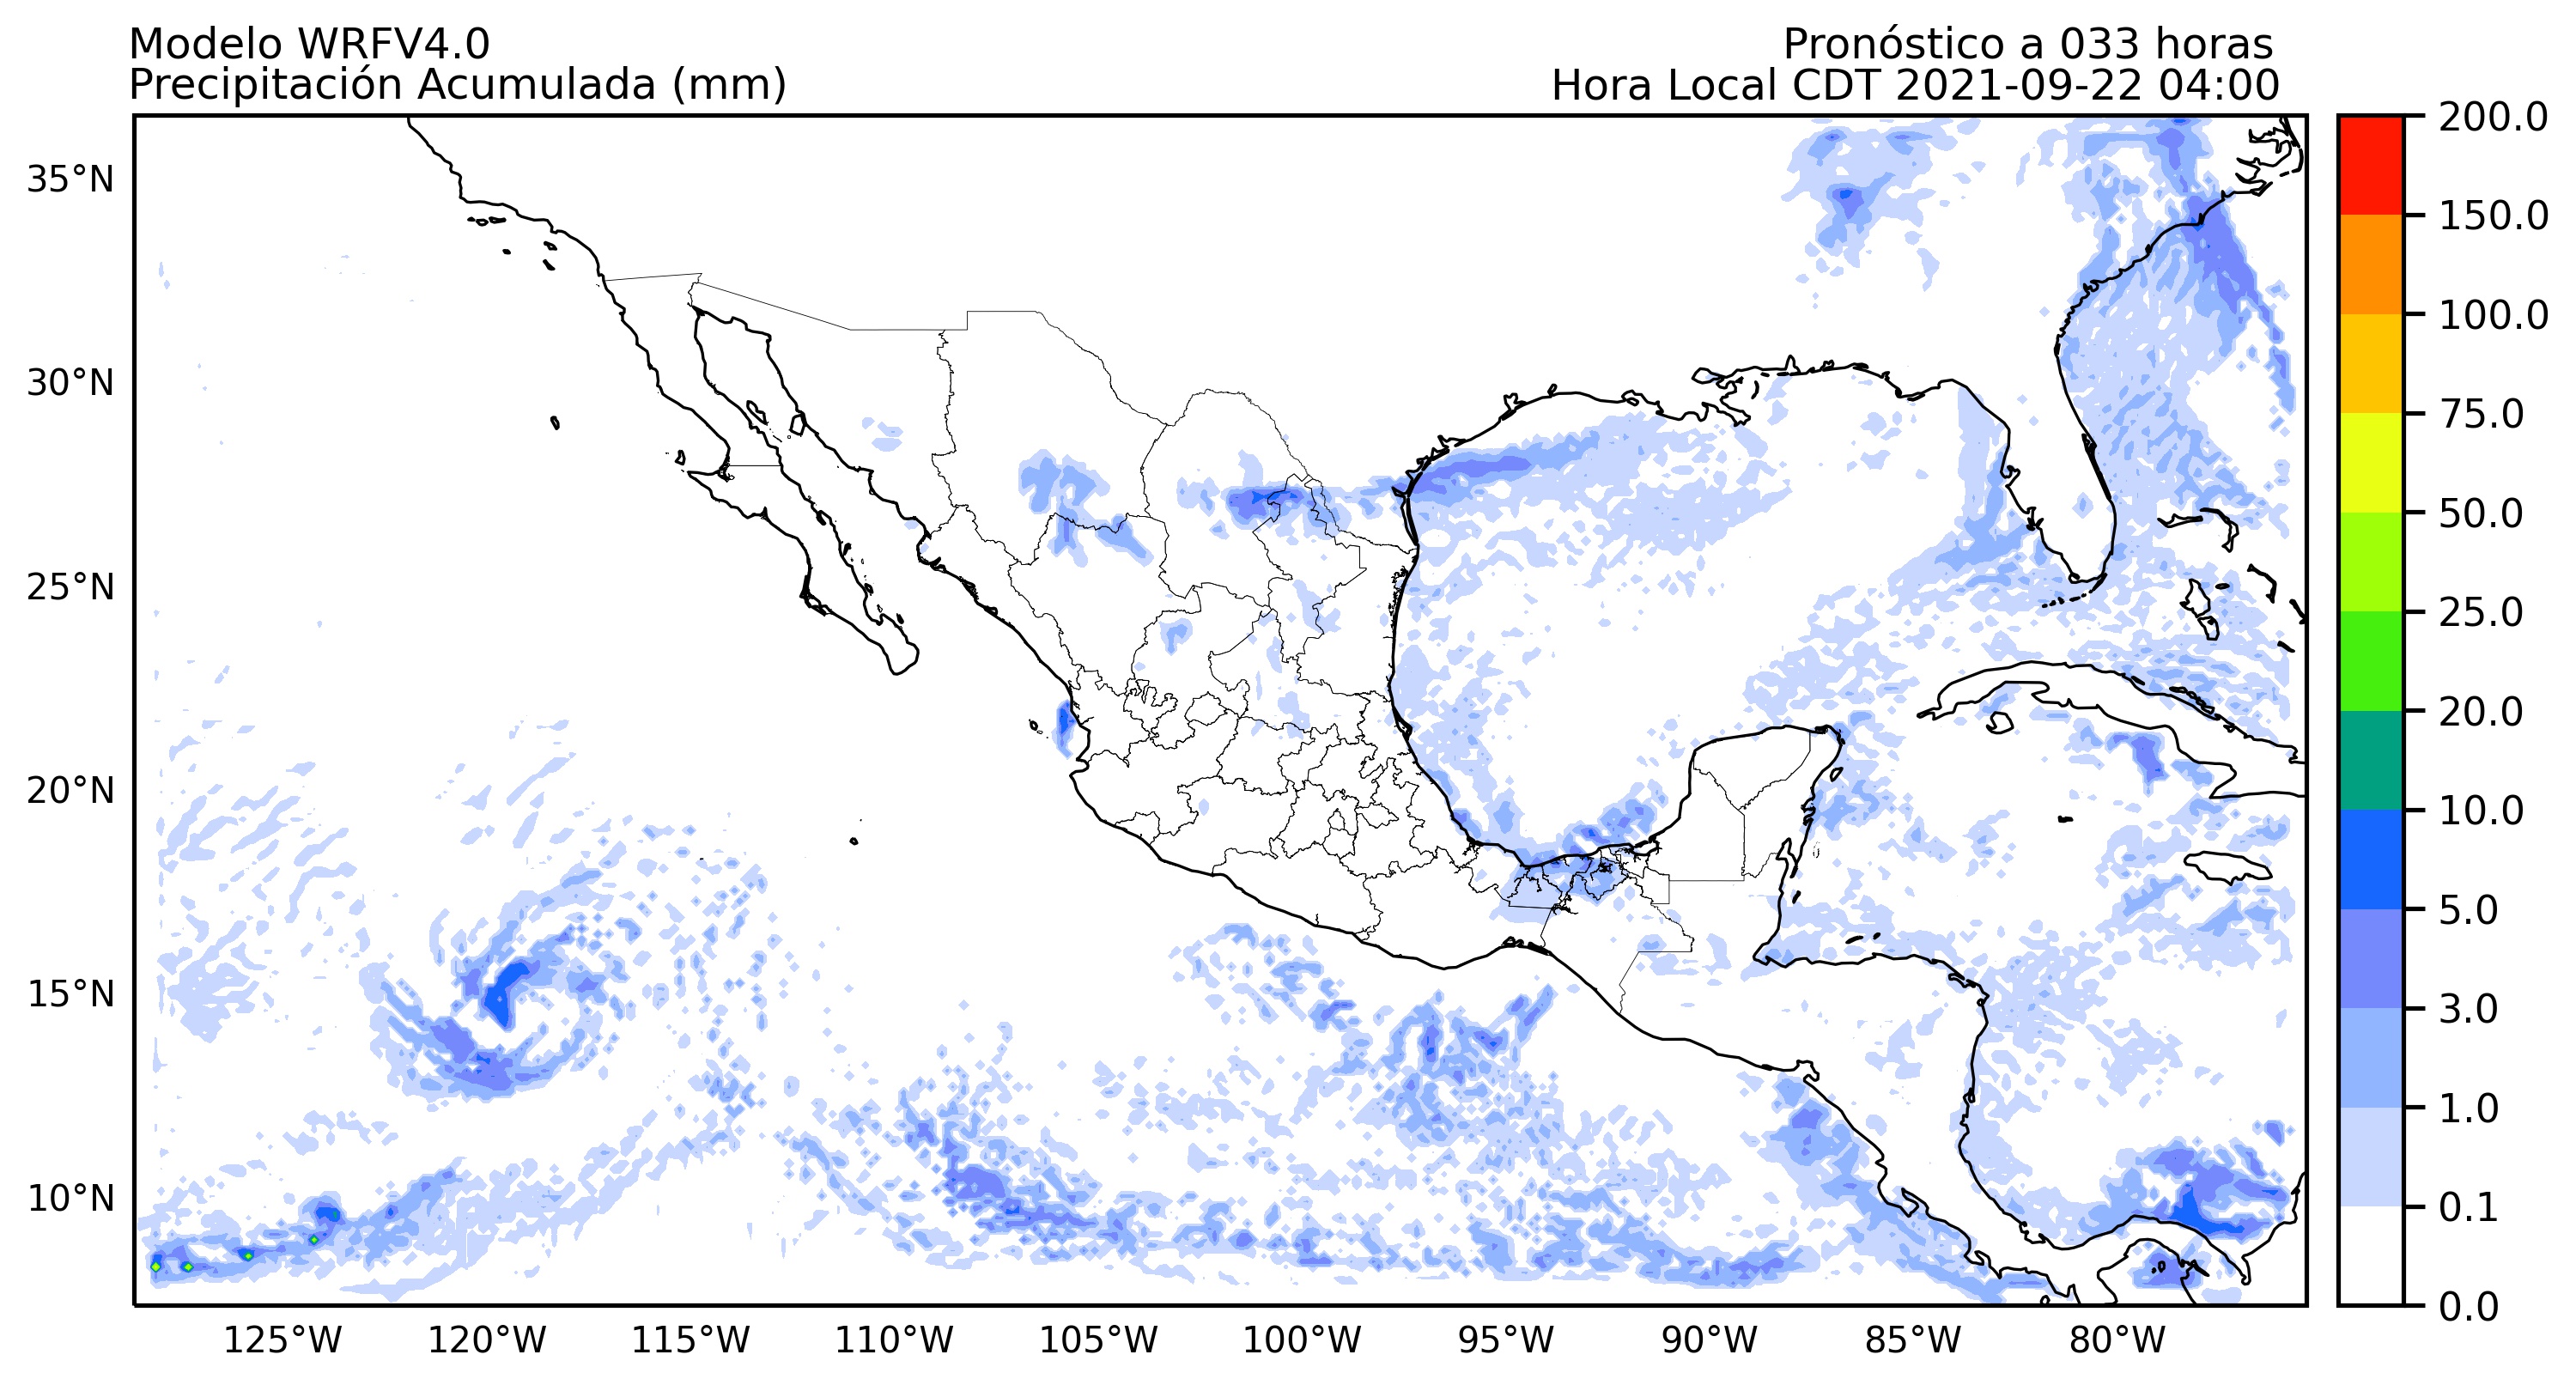 Modelo WRFV4.0
Precipitación Acumulada (mm)
Pronóstico a 033 horas
Hora Local CDT 2021-09-22 04:00
35°N
30°N
25°N
20°N
15°N
10°N
125°W
120°W
115°W
110°W
105°W
100°W
95°W
90°W
85°W
80°W
200.0
150.0
100.0
75.0
50.0
25.0
20.0
10.0
5.0
3.0
1.0
0.1
0.0